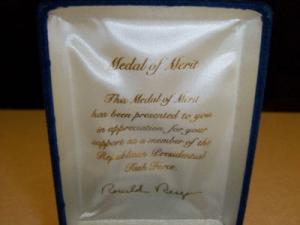 Medal of Merit
This Medal of Merit
has been presented to you
in appreciation, for your
support as a member of the
Republican Presidential
Task Force.
Ronald Reagan